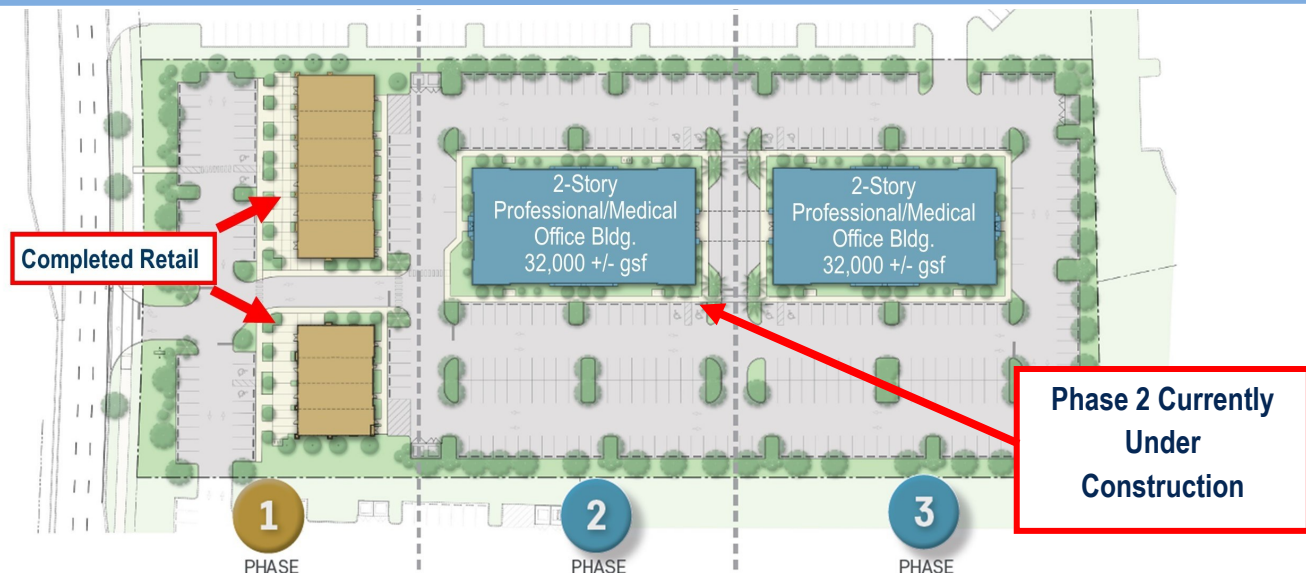 2-Story
Professional/Medical
Office Bldg.
32,000 +/- gsf
2-Story
Professional/Medical
Office Bldg.
32,000 +/- gsf
Completed Retail
Phase 2 Currently
Under
Construction
1
PHASE
2
PHASE
3
PHASE